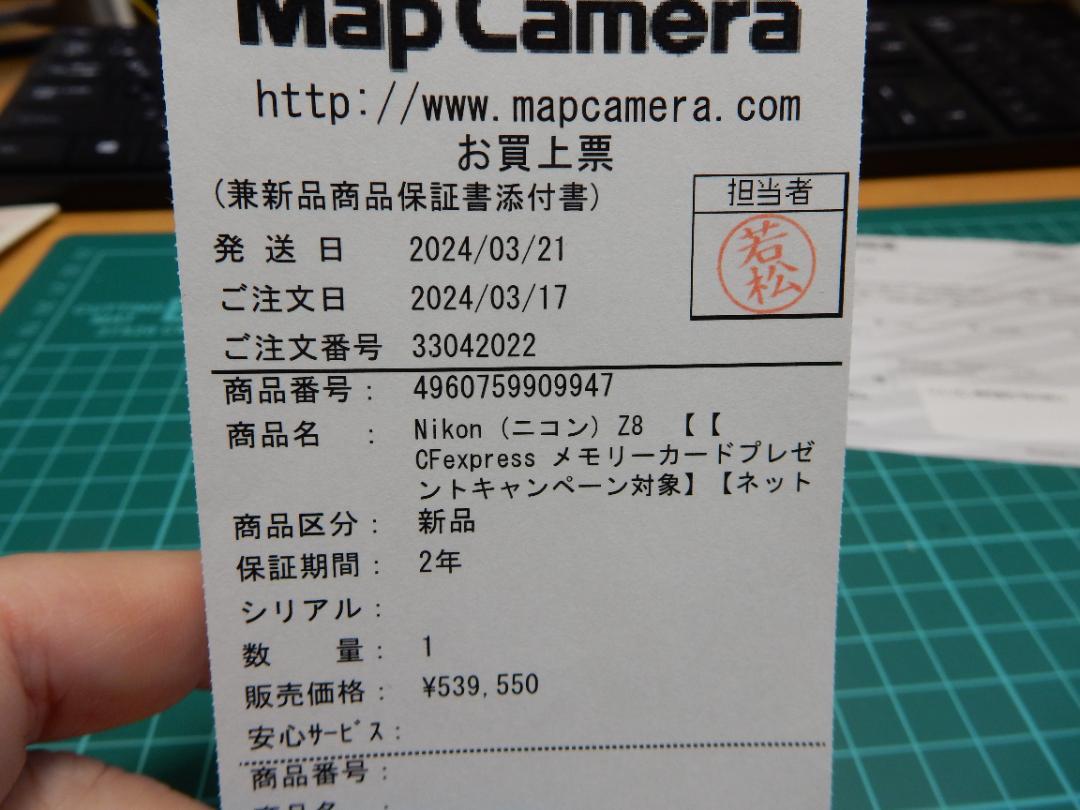 Map Camera
http://www.mapcamera.com
お買上票
(兼新品商品保証書添付書)
担当者
若松
発 送 日 2024/03/21
ご注文日 2024/03/17
ご注文番号 33042022
商品番号: 4960759909947
商品名 : Nikon (ニコン) Z8 【【
CFexpress メモリーカードプレゼ
ントキャンペーン対象】【ネット
商品区分: 新品
保証期間: 2年
シリアル:
数 量: 1
販売価格: ¥539,550
安心ｻｰﾋﾞｽ:
商品番号:
商品名 :